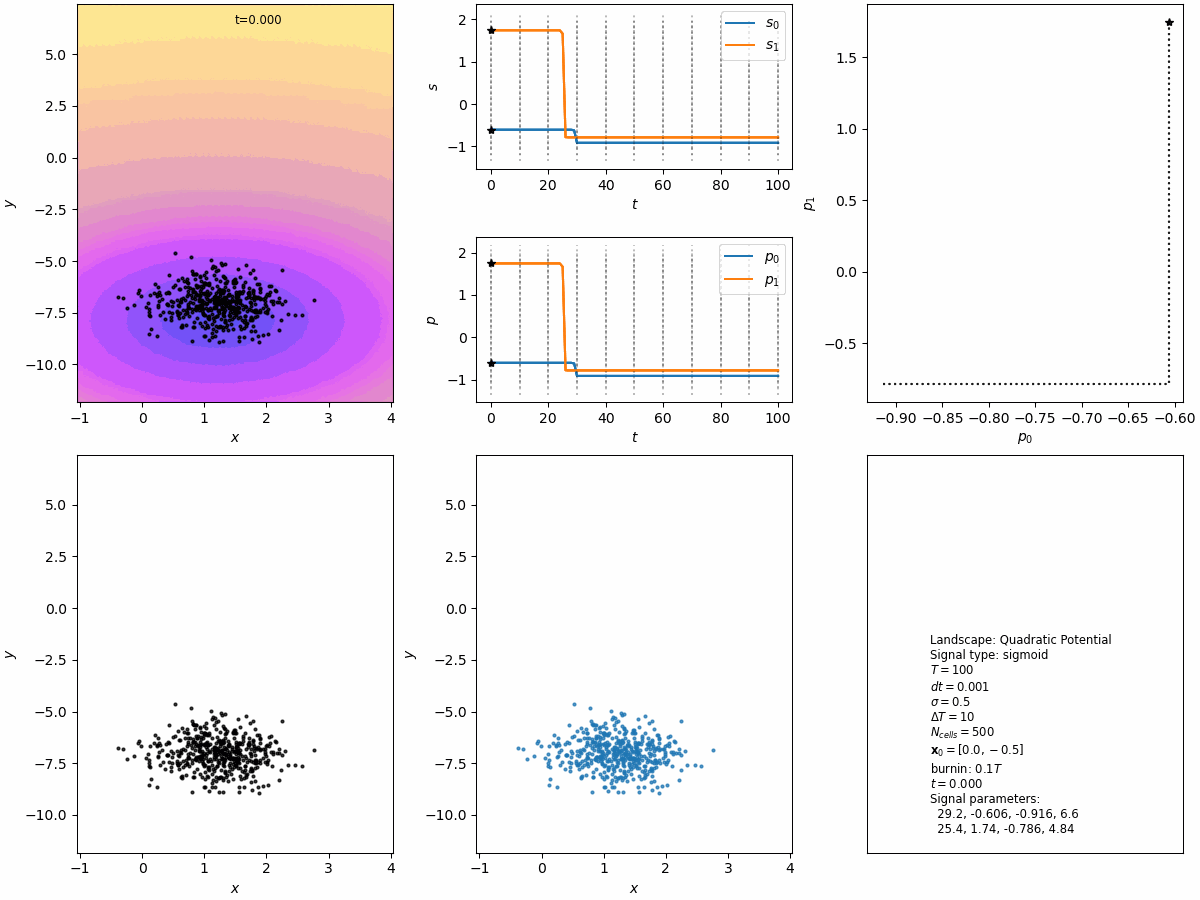 t=0.000
5.0
2.5
0.0
−2.5
−5.0
−7.5
−10.0
y
−1
0
1
2
3
4
x
2
1
0
−1
s
s₀
s₁
0
20
40
60
80
100
t
2
1
0
−1
p
p₀
p₁
0
20
40
60
80
100
t
1.5
1.0
0.5
0.0
−0.5
p₁
−0.90
−0.85
−0.80
−0.75
−0.70
−0.65
−0.60
p₀
5.0
2.5
0.0
−2.5
−5.0
−7.5
−10.0
y
−1
0
1
2
3
4
x
5.0
2.5
0.0
−2.5
−5.0
−7.5
−10.0
y
−1
0
1
2
3
4
x
Landscape: Quadratic Potential
Signal type: sigmoid
T = 100
dt = 0.001
σ = 0.5
ΔT = 10
N_cells = 500
x₀ = [0.0, −0.5]
burnin: 0.1T
t = 0.000
Signal parameters:
29.2, -0.606, -0.916, 6.6
25.4, 1.74, -0.786, 4.84